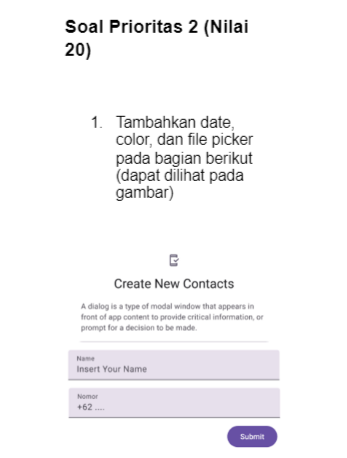 Soal Prioritas 2 (Nilai
20)
1. Tambahkan date,
color, dan file picker
pada bagian berikut
(dapat dilihat pada
gambar)
Create New Contacts
A dialog is a type of modal window that appears in
front of app content to provide critical information, or
prompt for a decision to be made.
Name
Insert Your Name
Nomor
+62 ....
Submit